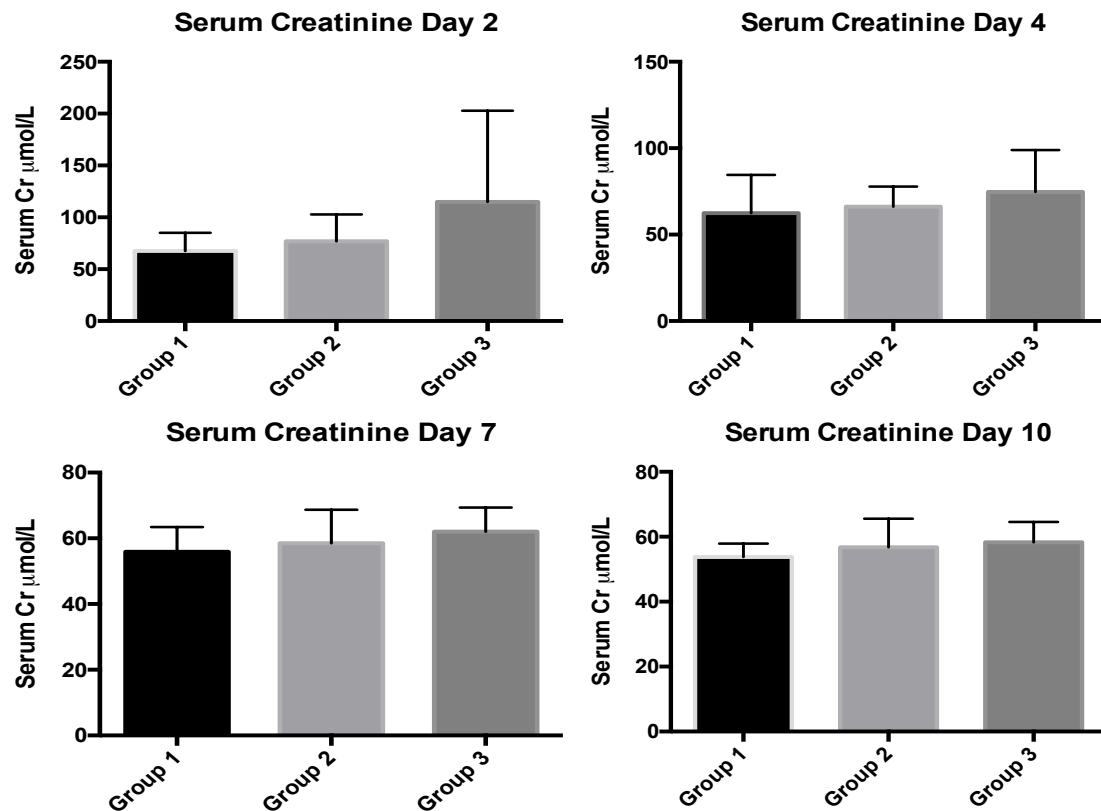 Serum Creatinine Day 2
Serum Cr μmol/L
250
200
150
100
50
0
Group 1
Group 2
Group 3
Serum Creatinine Day 4
Serum Cr μmol/L
150
100
50
0
Group 1
Group 2
Group 3
Serum Creatinine Day 7
Serum Cr μmol/L
80
60
40
20
0
Group 1
Group 2
Group 3
Serum Creatinine Day 10
Serum Cr μmol/L
80
60
40
20
0
Group 1
Group 2
Group 3